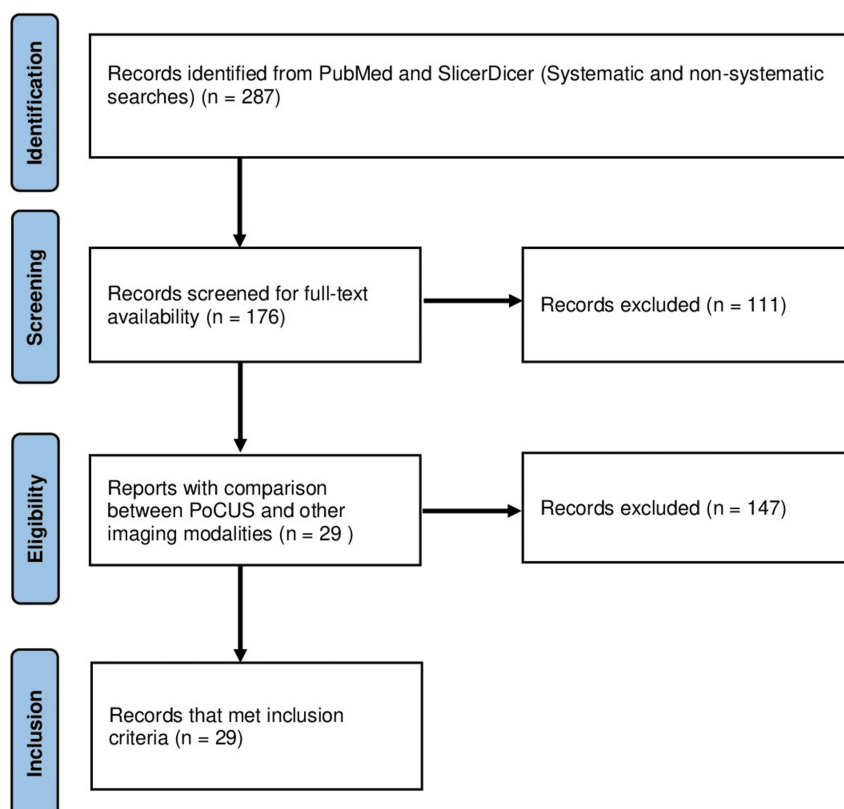 Identification
Records identified from PubMed and SlicerDicer (Systematic and non-systematic
searches) (n = 287)
Screening
Records screened for full-text
availability (n = 176)
Records excluded (n = 111)
Eligibility
Reports with comparison
between PoCUS and other
imaging modalities (n = 29 )
Records excluded (n = 147)
Inclusion
Records that met inclusion
criteria (n = 29)